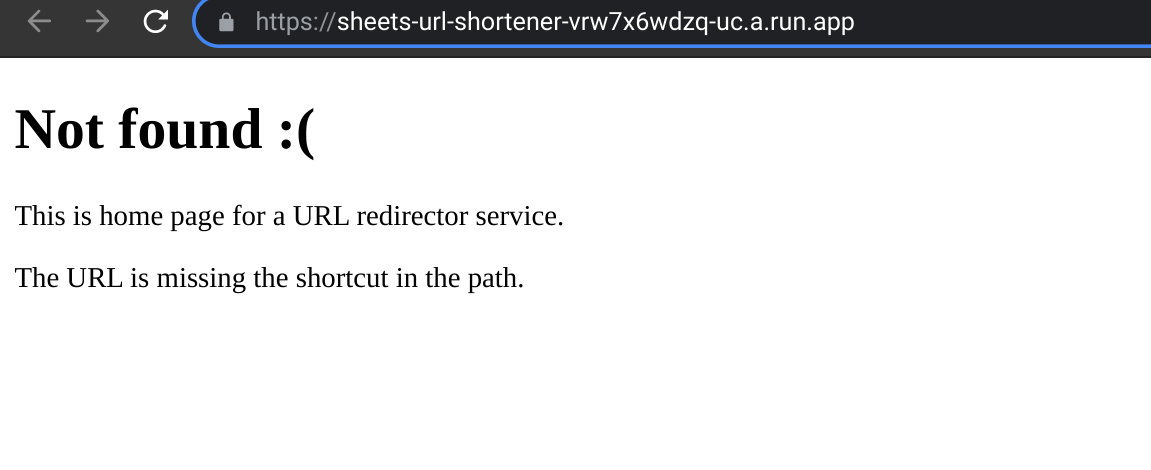 https://sheets-url-shortener-vrw7x6wdzq-uc.a.run.app
Not found :(
This is home page for a URL redirector service.
The URL is missing the shortcut in the path.